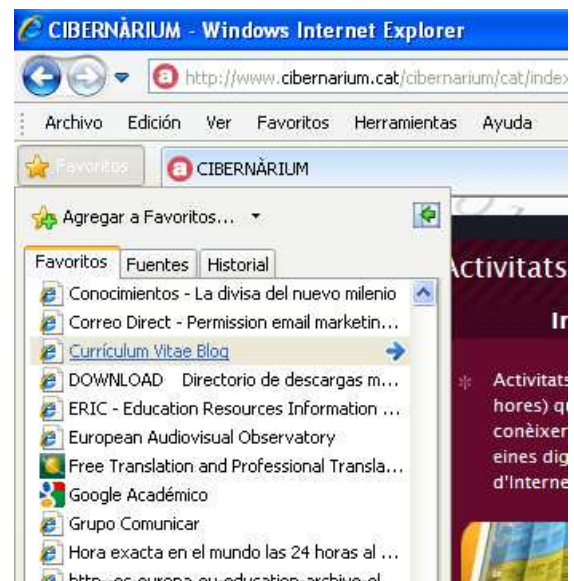 CIBERNÀRIUM - Windows Internet Explorer
http://www.cibernarium.cat/cibernarium/cat/index
Archivo Edición Ver Favoritos Herramientas Ayuda
Favoritos CIBERNÀRIUM
Agregar a Favoritos...
Favoritos Fuentes Historial
Conocimientos - La divisa del nuevo milenio
Correo Direct - Permission email marketin...
Currículum Vitae Blog
DOWNLOAD Directorio de descargas m...
ERIC - Education Resources Information ...
European Audiovisual Observatory
Free Translation and Professional Transla...
Google Académico
Grupo Comunicar
Hora exacta en el mundo las 24 horas al ...
Activitats
Ir
Activitats
hores) qu
conèixer
eines dig
d'Interne